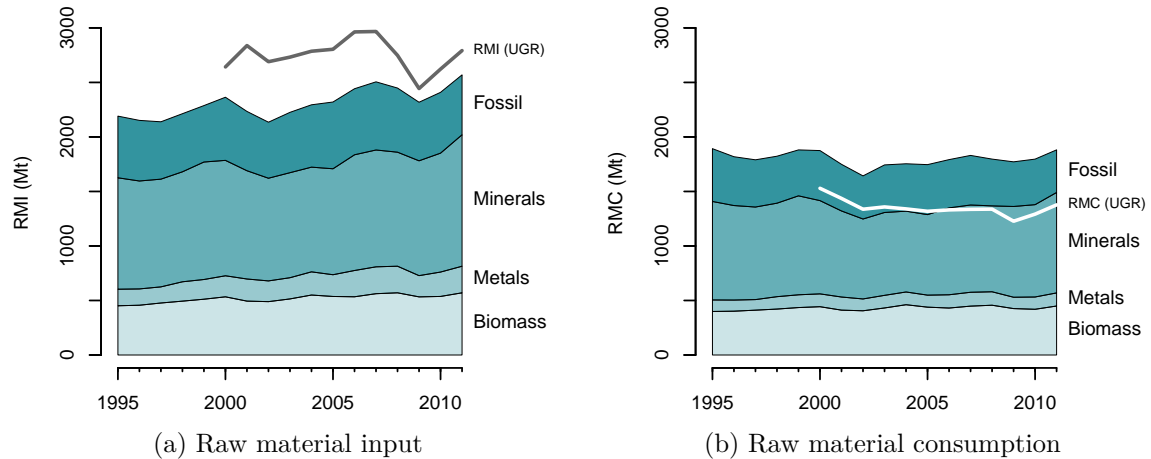 RMI (Mt)
3000
2000
1000
0
RMI (UGR)
Fossil
Minerals
Metals
Biomass
1995 2000 2005 2010
(a) Raw material input
RMC (Mt)
3000
2000
1000
0
Fossil
RMC (UGR)
Minerals
Metals
Biomass
1995 2000 2005 2010
(b) Raw material consumption